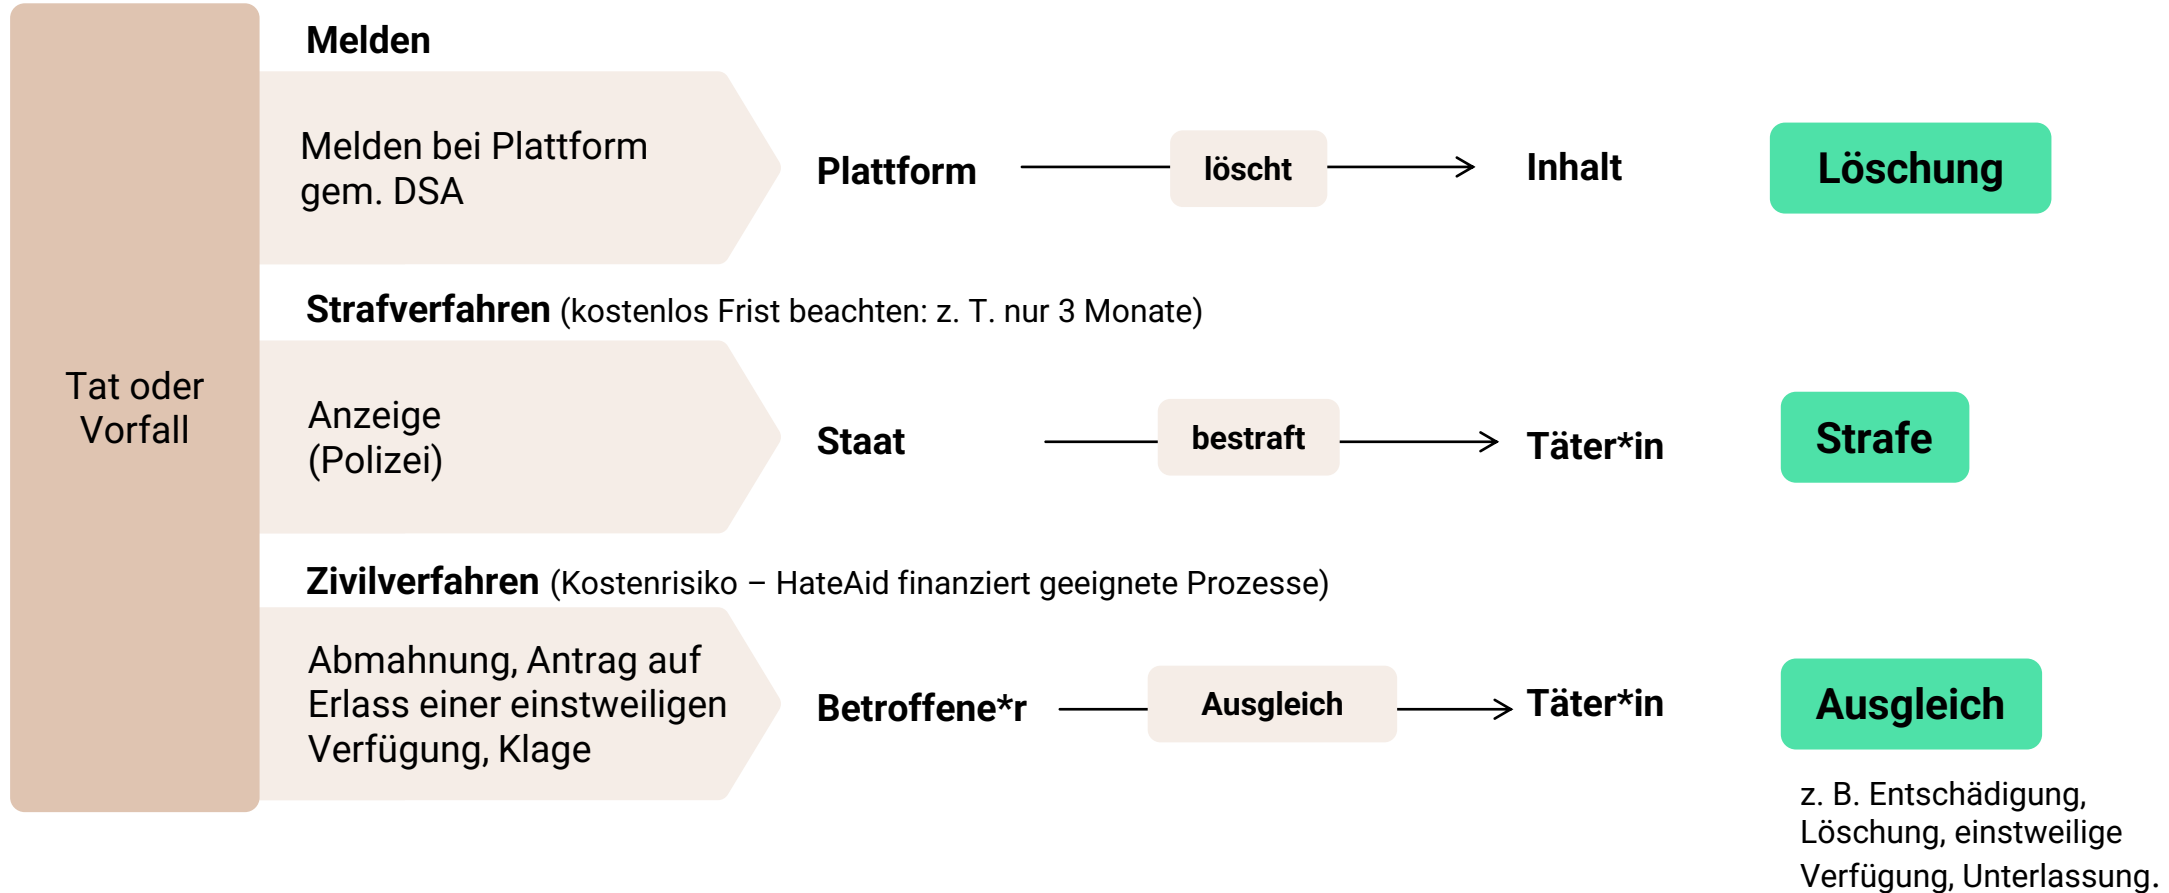 Tat oder
Vorfall
Melden
Melden bei Plattform
gem. DSA
Plattform
löscht
Inhalt
Löschung
Strafverfahren (kostenlos Frist beachten: z. T. nur 3 Monate)
Anzeige
(Polizei)
Staat
bestraft
Täter*in
Strafe
Zivilverfahren (Kostenrisiko – HateAid finanziert geeignete Prozesse)
Abmahnung, Antrag auf
Erlass einer einstweiligen
Verfügung, Klage
Betroffene*r
Ausgleich
Täter*in
Ausgleich
z. B. Entschädigung,
Löschung, einstweilige
Verfügung, Unterlassung.